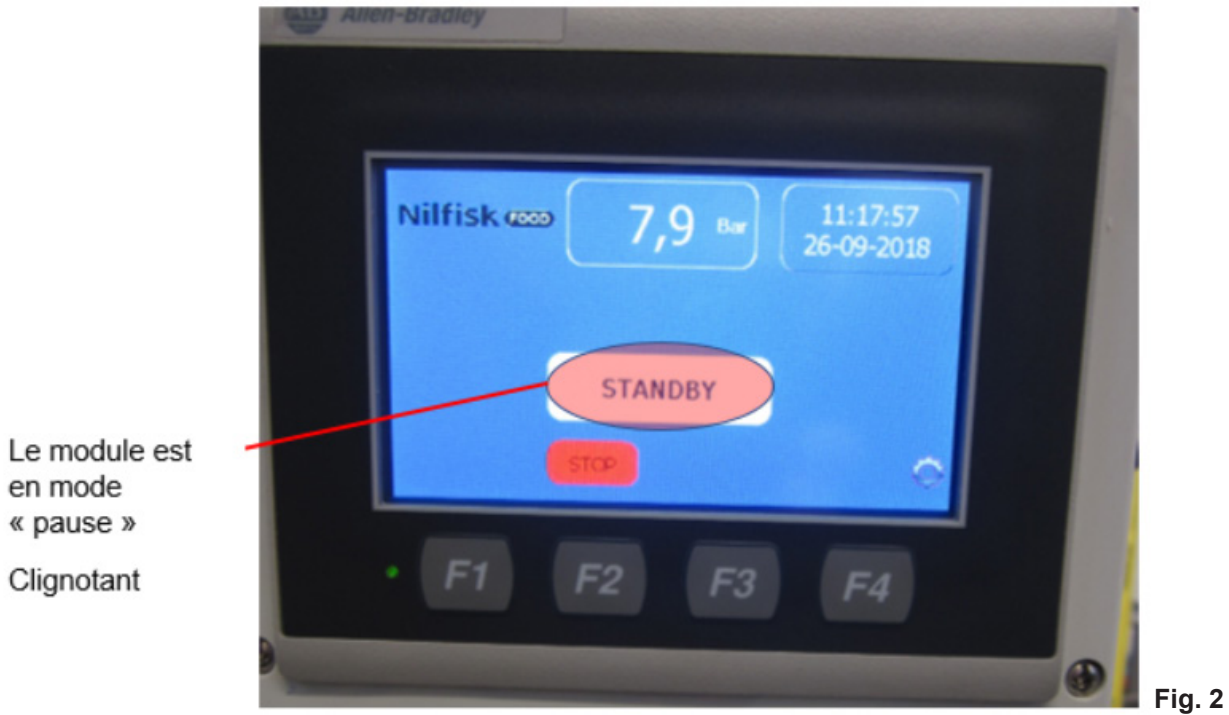 Allen-Bradley
Nilfisk FOOD
7,9 Bar
11:17:57
26-09-2018
STANDBY
STOP
Le module est
en mode
« pause »
Clignotant
F1 F2 F3 F4
Fig. 2